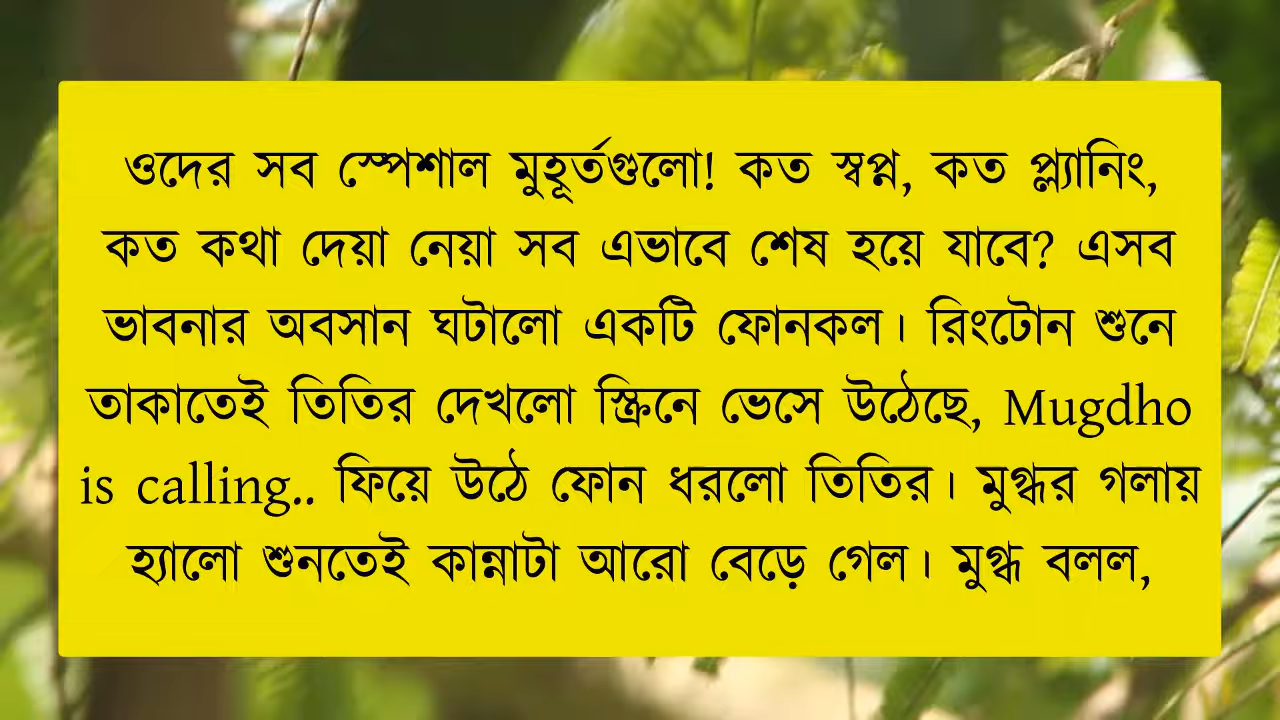 ওদের সব স্পেশাল মুহূর্তগুলো! কত স্বপ্ন, কত প্ল্যানিং,
কত কথা দেয়া নেয়া সব এভাবে শেষ হয়ে যাবে? এসব
ভাবনার অবসান ঘটালো একটি ফোনকল। রিংটোন শুনে
তাকাতেই তিতির দেখলো স্ক্রিনে ভেসে উঠেছে, Mugdho
is calling.. ফিয়ে উঠে ফোন ধরলো তিতির। মুগ্ধর গলায়
হ্যালো শুনতেই কান্নাটা আরো বেড়ে গেল। মুগ্ধ বলল,